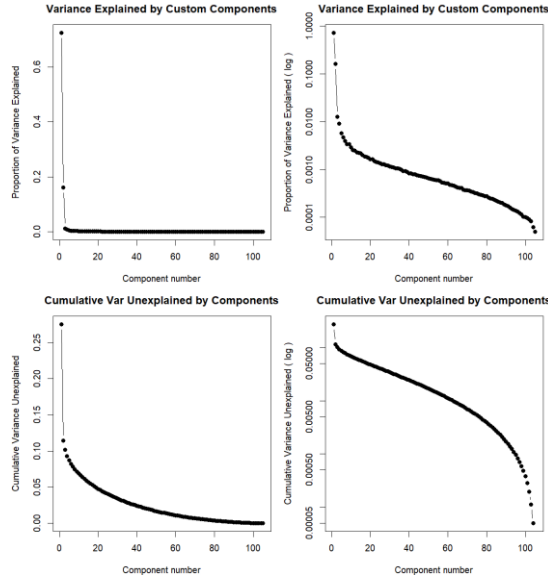 Variance Explained by Custom Components
Proportion of Variance Explained
0.6
0.4
0.2
0.0
0 20 40 60 80 100
Component number
Variance Explained by Custom Components
Proportion of Variance Explained ( log )
1.0000
0.0100
0.0010
0.0001
0 20 40 60 80 100
Component number
Cumulative Var Unexplained by Components
Cumulative Variance Unexplained
0.25
0.20
0.15
0.10
0.05
0.00
0 20 40 60 80 100
Component number
Cumulative Var Unexplained by Components
Cumulative Variance Unexplained ( log )
0.05000
0.00500
0.00050
0.00005
0 20 40 60 80 100
Component number